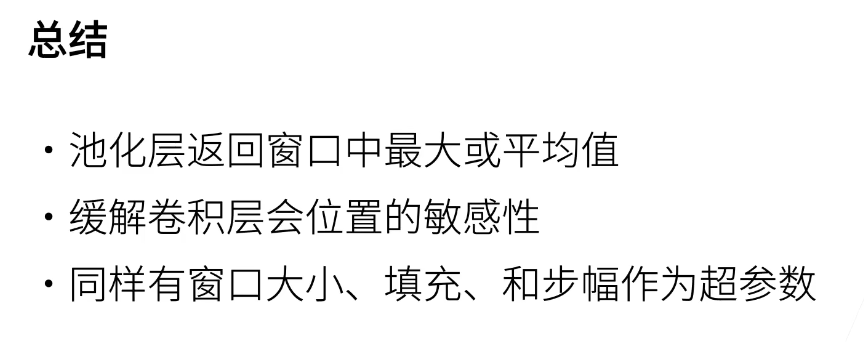 总结
• 池化层返回窗口中最大或平均值
• 缓解卷积层会位置的敏感性
• 同样有窗口大小、填充、和步幅作为超参数